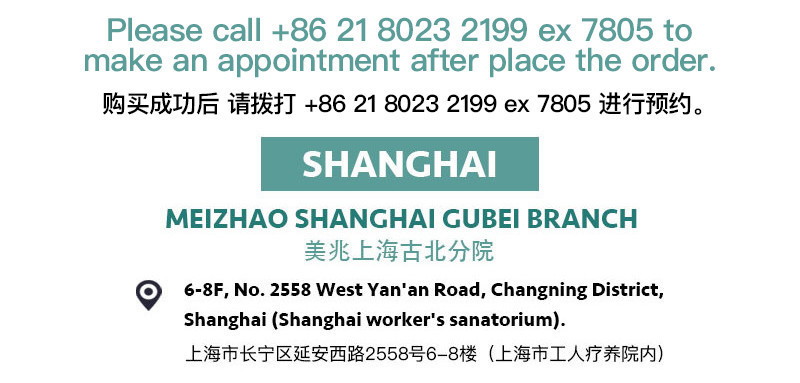 Please call +86 21 8023 2199 ex 7805 to
make an appointment after place the order.
购买成功后 请拨打 +86 21 8023 2199 ex 7805 进行预约。
SHANGHAI
MEIZHAO SHANGHAI GUBEI BRANCH
美兆上海古北分院
6-8F, No. 2558 West Yan'an Road, Changning District,
Shanghai (Shanghai worker's sanatorium).
上海市长宁区延安西路2558号6-8楼（上海市工人疗养院内）